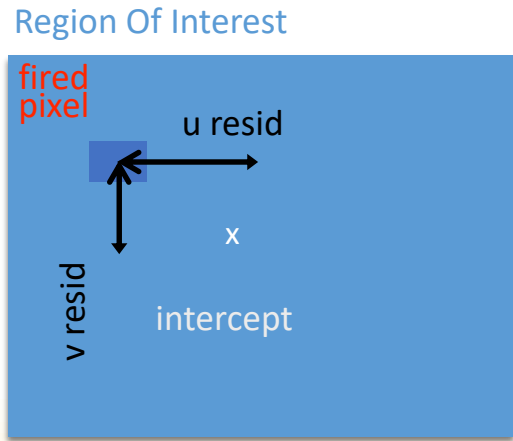 Region Of Interest
fired
pixel
u resid
x
v resid
intercept